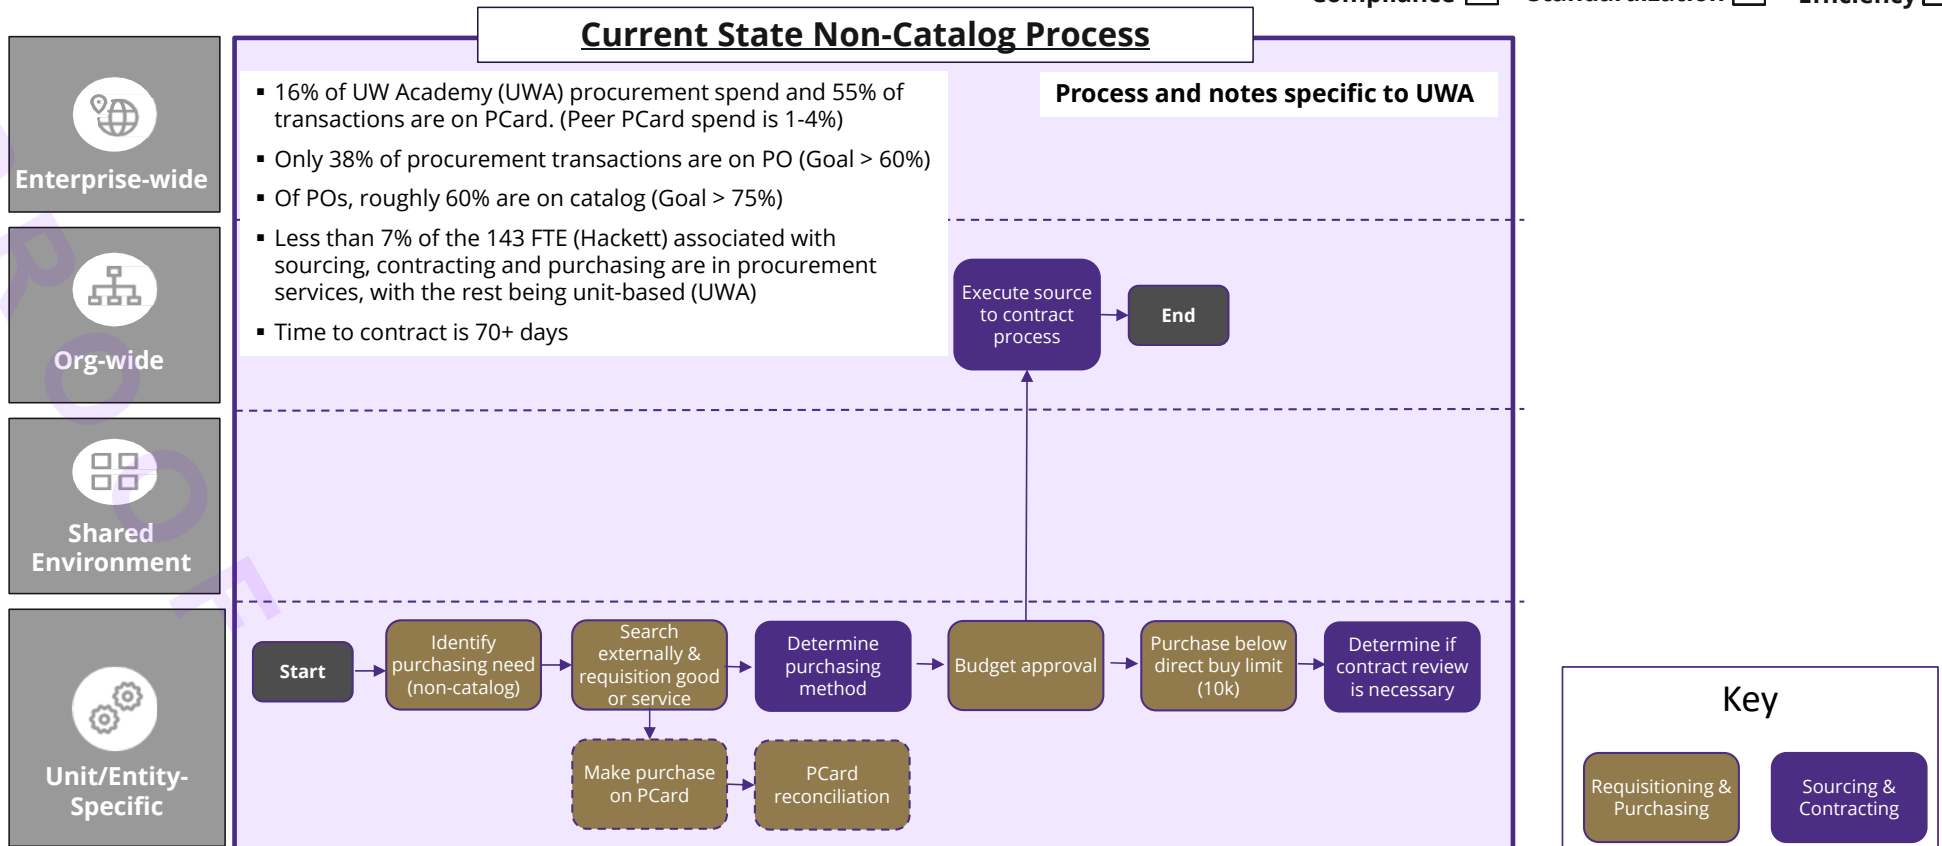 Compliance Standardization Efficiency
Current State Non-Catalog Process
▪ 16% of UW Academy (UWA) procurement spend and 55% of
transactions are on PCard. (Peer PCard spend is 1-4%)
▪ Only 38% of procurement transactions are on PO (Goal > 60%)
▪ Of POs, roughly 60% are on catalog (Goal > 75%)
▪ Less than 7% of the 143 FTE (Hackett) associated with
sourcing, contracting and purchasing are in procurement
services, with the rest being unit-based (UWA)
▪ Time to contract is 70+ days
Process and notes specific to UWA
Enterprise-wide
Org-wide
Execute source
to contract
process
End
Shared
Environment
Unit/Entity-
Specific
Start
Identify
purchasing need
(non-catalog)
Search
externally &
requisition good
or service
Determine
purchasing
method
Budget approval
Purchase below
direct buy limit
(10k)
Determine if
contract review
is necessary
Make purchase
on PCard
PCard
reconciliation
Key
Requisitioning &
Purchasing
Sourcing &
Contracting
R
O
O
F